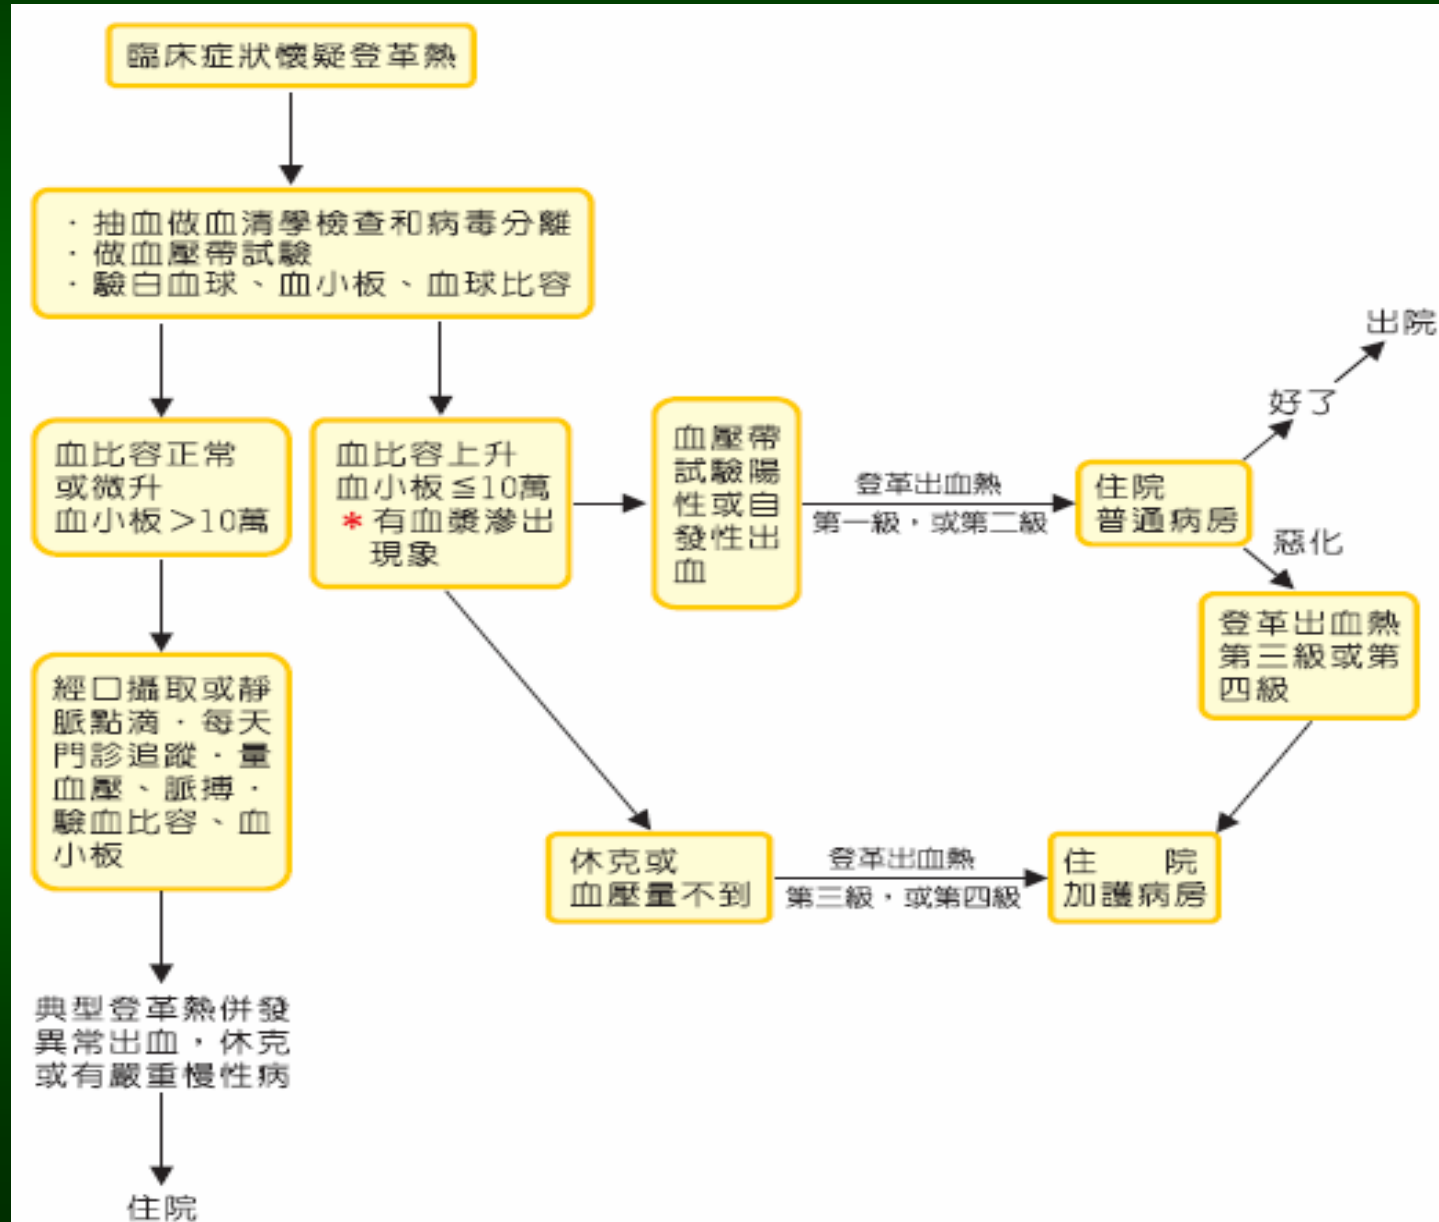 臨床症狀懷疑登革熱
·抽血做血清學檢查和病毒分離
·做血壓帶試驗
·驗白血球、血小板、血球比容
血比容正常
或微升
血小板>10萬
血比容上升
血小板≦10萬
*有血漿滲出
現象
血壓帶
試驗陽
性或自
發性出
血
登革出血熱
第一級，或第二級
住院
普通病房
好了
出院
惡化
登革出血熱
第三級或第
四級
經口攝取或靜
脈點滴·每天
門診追蹤·量
血壓、脈搏·
驗血比容、血
小板
休克或
血壓量不到
登革出血熱
第三級，或第四級
住　院
加護病房
典型登革熱併發
異常出血，休克
或有嚴重慢性病
住院